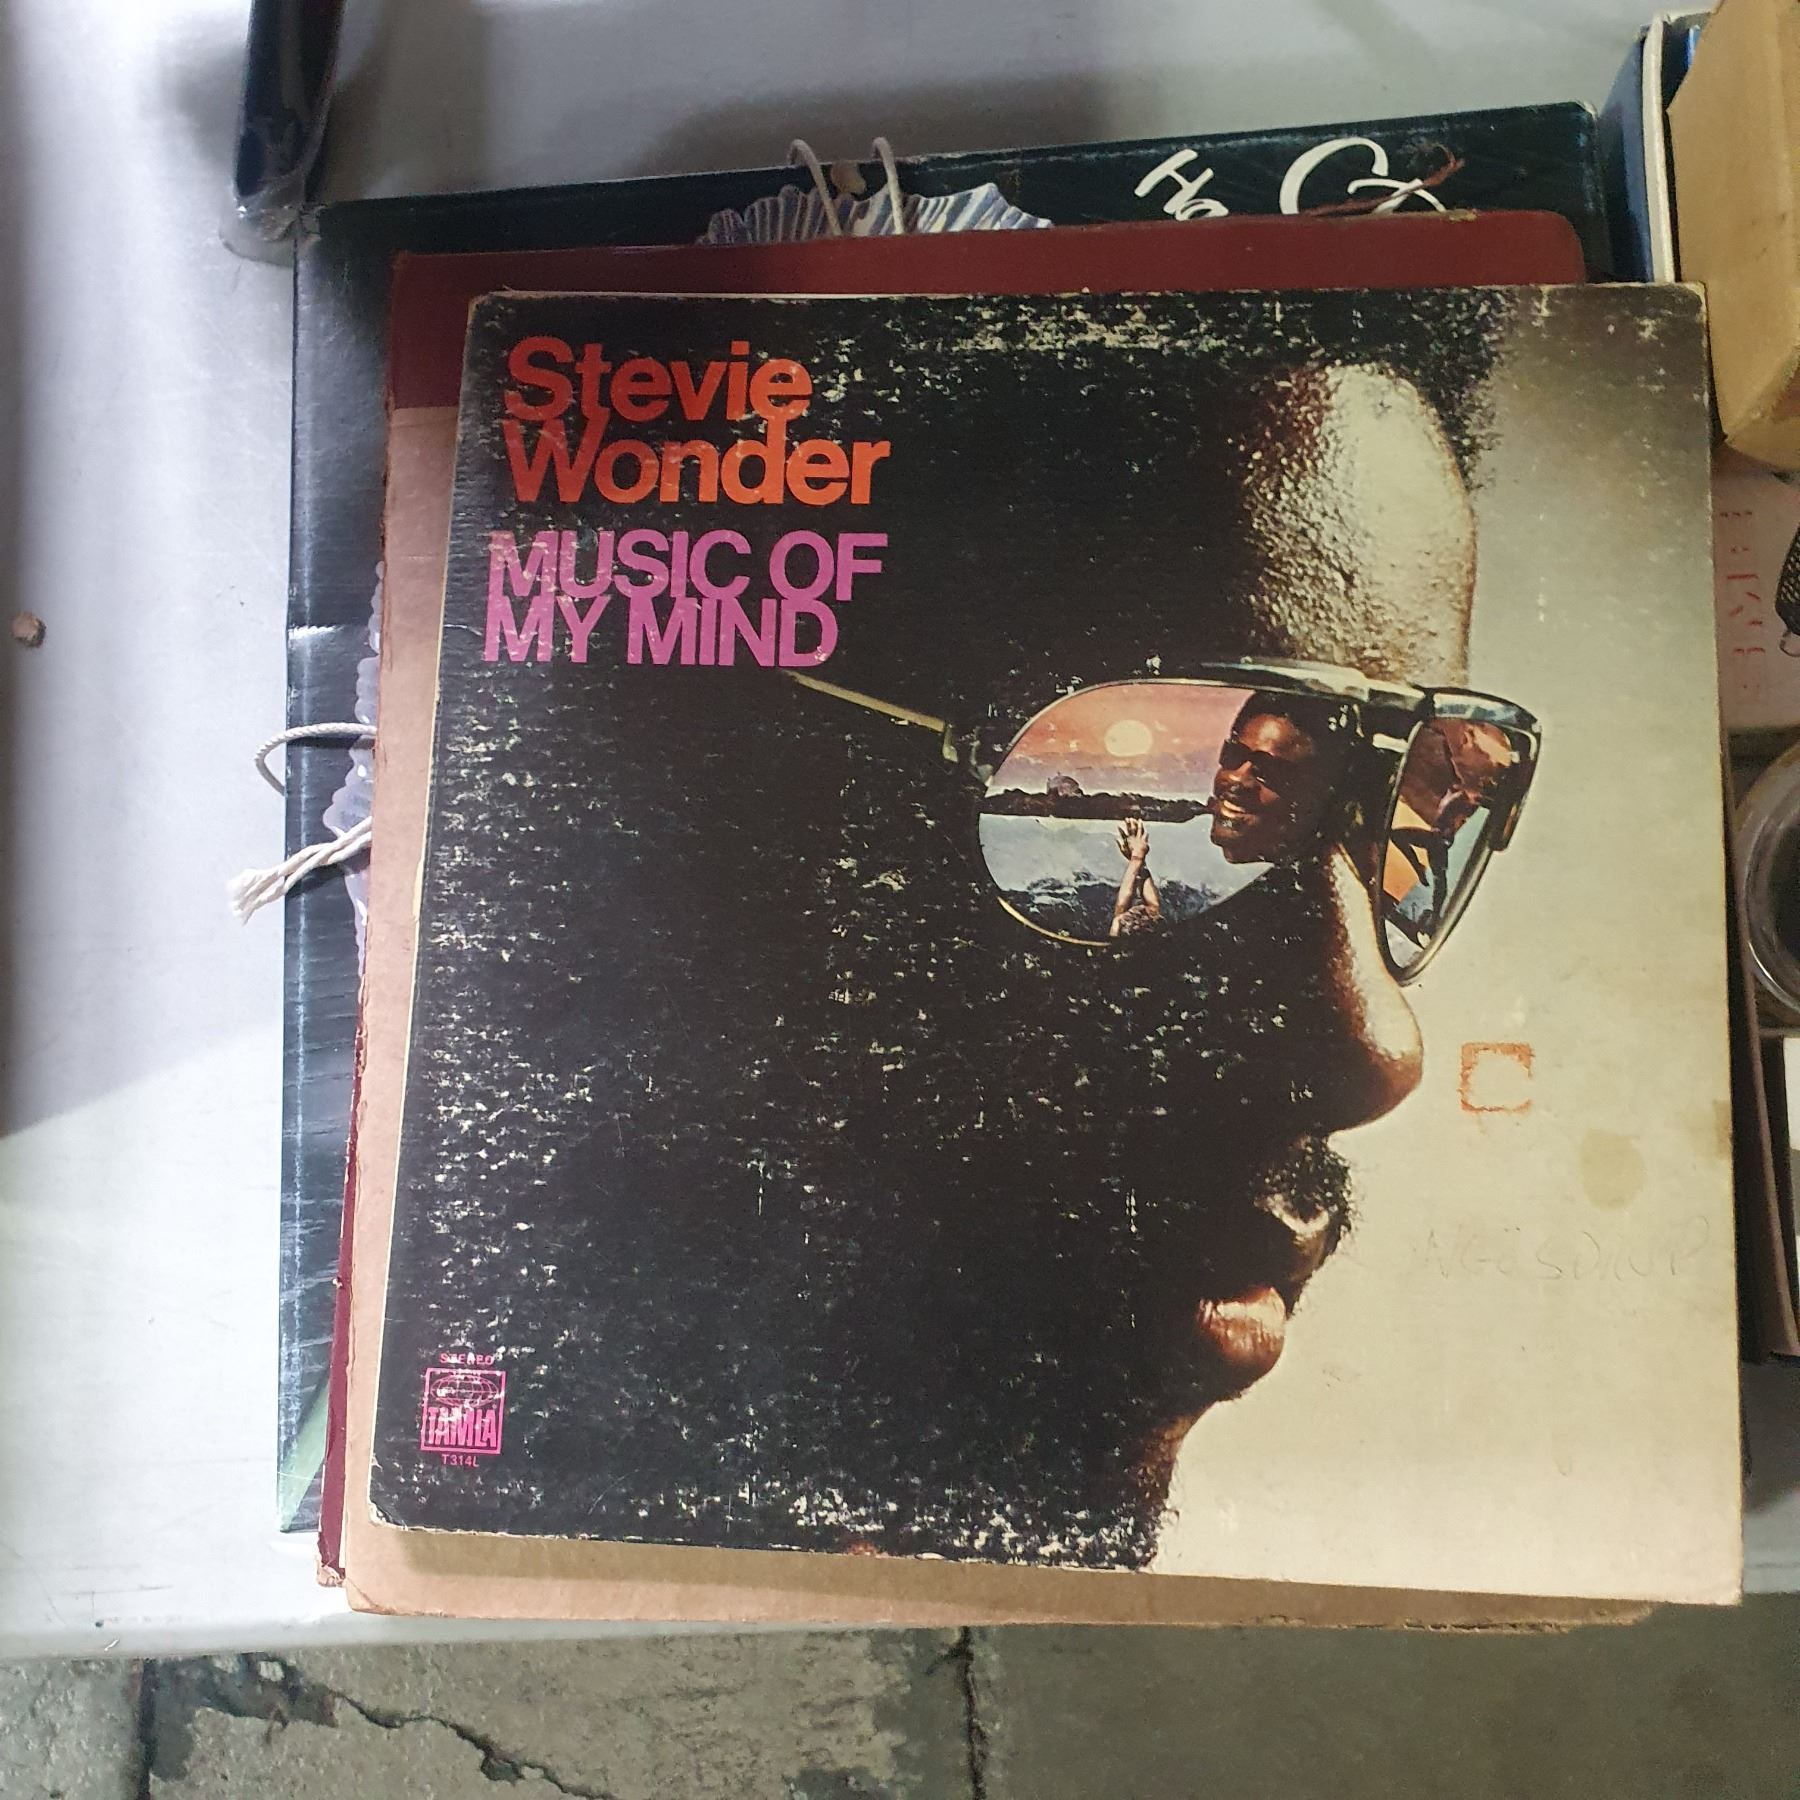 Stevie
Wonder
MUSIC OF
MY MIND
STEREO
TAMLA
T314L